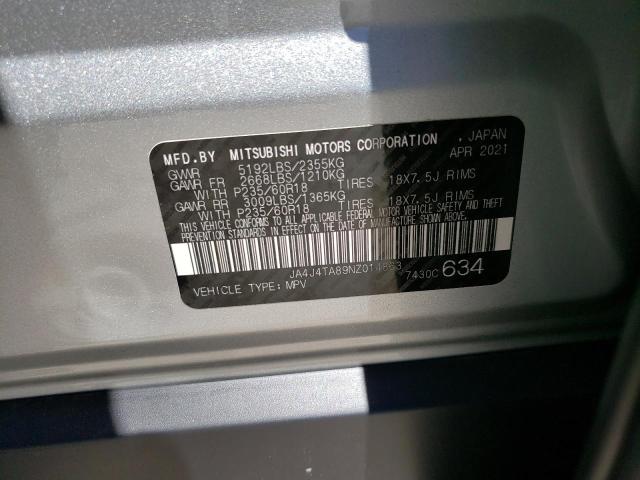 MFD.BY MITSUBISHI MOTORS CORPORATION , JAPAN
GVWR 5192LBS/2355KG APR 2021
GAWR FR 2668LBS/1210KG
WITH P235/60R18 TIRES 18X7.5J RIMS
GAWR RR 3009LBS/1365KG
WITH P235/60R18 TIRES 18X7.5J RIMS
THIS VEHICLE CONFORMS TO ALL APPLICABLE FEDERAL MOTOR VEHICLE SAFETY AND THEFT
PREVENTION STANDARDS IN EFFECT ON THE DATE OF MANUFACTURE SHOWN ABOVE.
7430C 634
VEHICLE TYPE: MPV